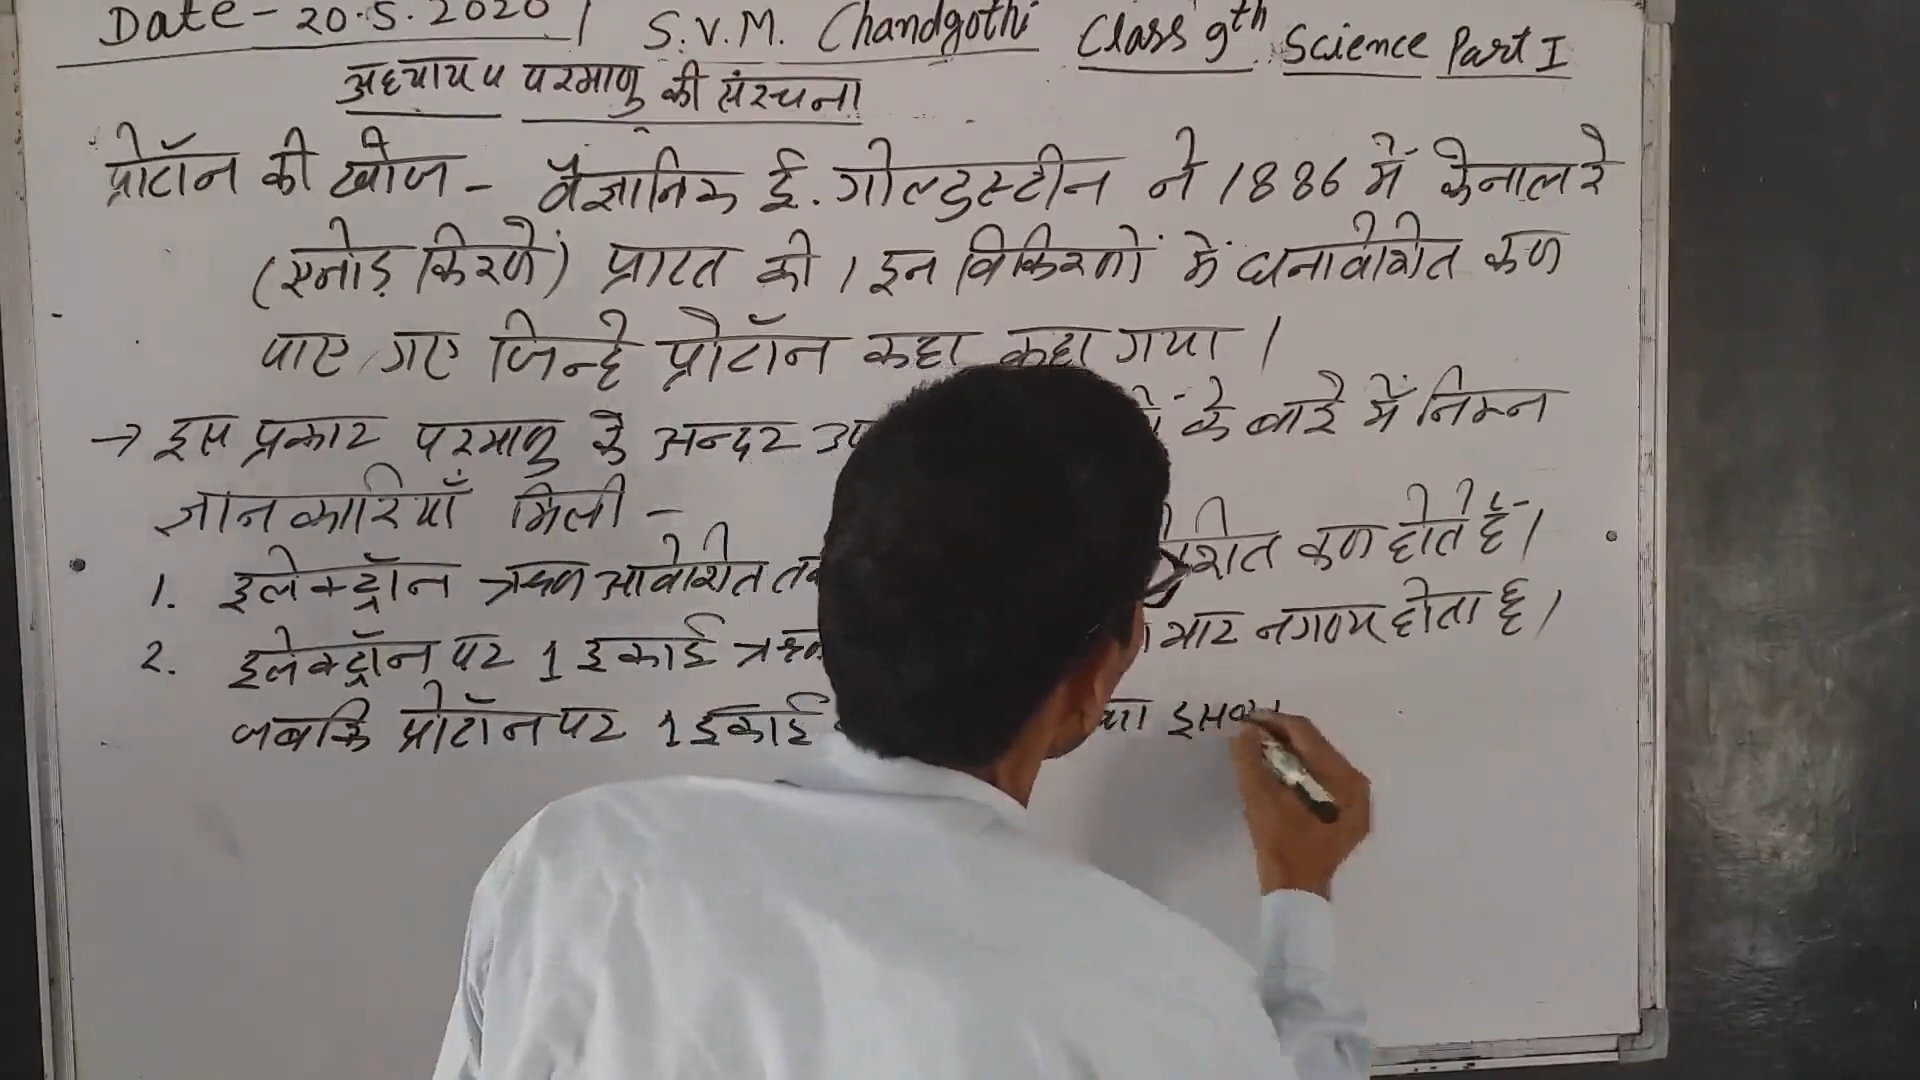 Date - 20.5.2020 / S.V.M. Chandgothi Class 9th Science Part I
अध्याय 4 परमाणु की संरचना
प्रोटॉन की खोज - वैज्ञानिक ई. गोल्डस्टीन ने 1886 में केनाल रे
(एनोड़ किरणें) प्राप्त की। इन विकिरणों में धनावेशित कण
पाए गए जिन्हे प्रोटॉन कहा कहा गया।
→ इस प्रकार परमाणु के अन्दर के बारे में निम्न
जानकारियाँ मिली -
1. इलेक्ट्रॉन ऋण आवेशित कण होते हैं।
2. इलेक्ट्रॉन पर 1 इकाई भार नगण्य होता है।
जबकि प्रोटॉन पर 1 इकाई